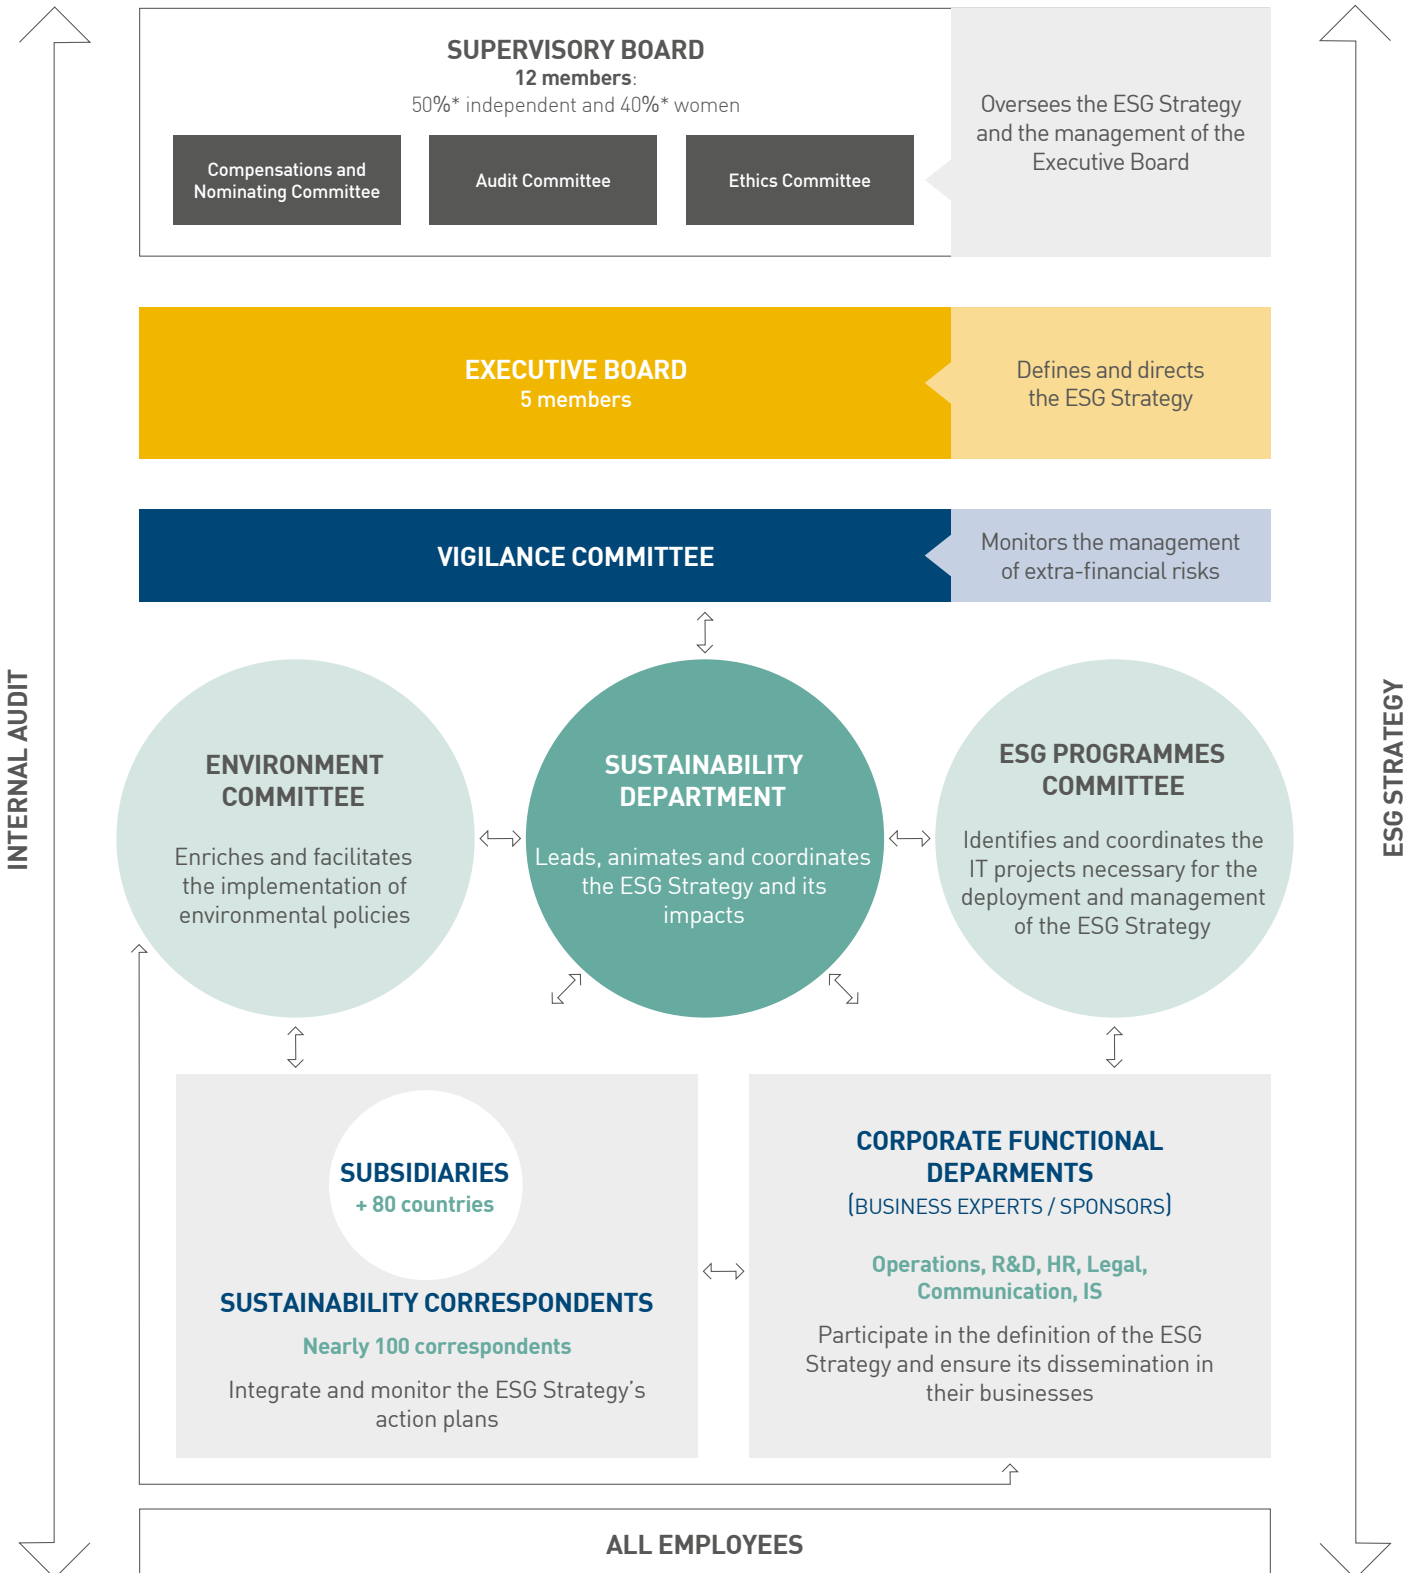 SUPERVISORY BOARD
12 members:
50%* independent and 40%* women
Compensations and
Nominating Committee
Audit Committee
Ethics Committee
Oversees the ESG Strategy
and the management of the
Executive Board
EXECUTIVE BOARD
5 members
Defines and directs
the ESG Strategy
VIGILANCE COMMITTEE
Monitors the management
of extra-financial risks
INTERNAL AUDIT
ESG STRATEGY
ENVIRONMENT
COMMITTEE
Enriches and facilitates
the implementation of
environmental policies
SUSTAINABILITY
DEPARTMENT
Leads, animates and coordinates
the ESG Strategy and its
impacts
ESG PROGRAMMES
COMMITTEE
Identifies and coordinates the
IT projects necessary for the
deployment and management
of the ESG Strategy
SUBSIDIARIES
+ 80 countries
SUSTAINABILITY CORRESPONDENTS
Nearly 100 correspondents
Integrate and monitor the ESG Strategy's
action plans
CORPORATE FUNCTIONAL
DEPARMENTS
(BUSINESS EXPERTS / SPONSORS)
Operations, R&D, HR, Legal,
Communication, IS
Participate in the definition of the ESG
Strategy and ensure its dissemination in
their businesses
ALL EMPLOYEES